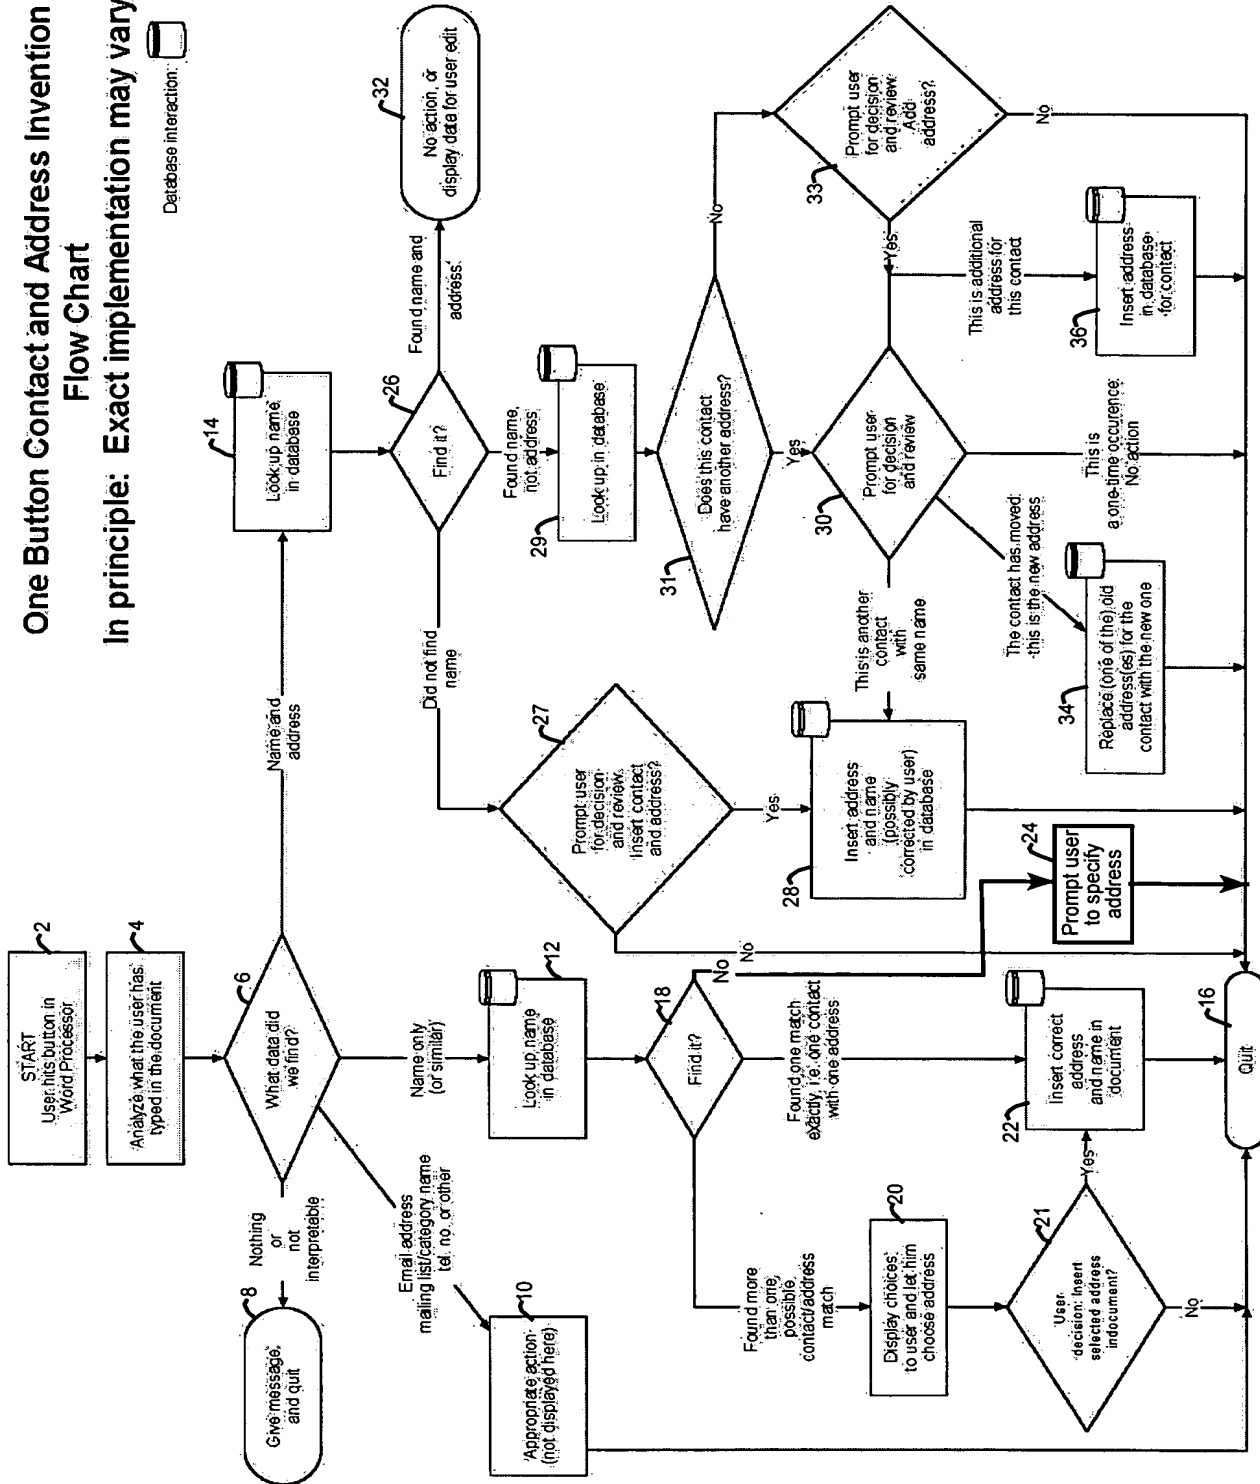 One Button Contact and Address Invention
Flow Chart
In principle: Exact implementation may vary
Database interaction:
START
User hits button in
Word Processor
2
Analyze what the user has
typed in the document
4
What data did
we find?
6
Nothing
or
not
interpretable
Give message
and quit
8
Email address
mailing list/category name
tel. no. or other
Appropriate action
(not displayed here)
10
Name only
(or similar)
Look up name
in database
12
Name and
address
Look up name
in database
14
Find it?
18
No
Found one match
exactly, i.e. one contact
with one address
Found more
than one
possible
contact/address
match
Display choices
to user and let him
choose address
20
User
decision: Insert
selected address
indocument?
21
Yes
No
Insert correct
address
and name in
document
22
Prompt user
to specify
address
24
Quit
16
Find it?
26
Found name and
address
No action, or
display data for user edit
32
Did not find
name
Found name,
not address
Prompt user
for decision
and review.
Insert contact
and address?
27
Yes
No
Insert address
and name
(possibly
corrected by user)
in database
28
Look up in database
29
Does this contact
have another address?
31
Yes
No
Prompt user
for decision
and review
30
This is another
contact
with
same name
The contact has moved:
this is the new address
Replace (one of the) old
address(es) for the
contact with the new one
34
This is
a one-time occurence:
No action
Prompt user
for decision
and review:
Add
address?
33
Yes
No
This is additional
address for
this contact
Insert address
in database
for contact
36